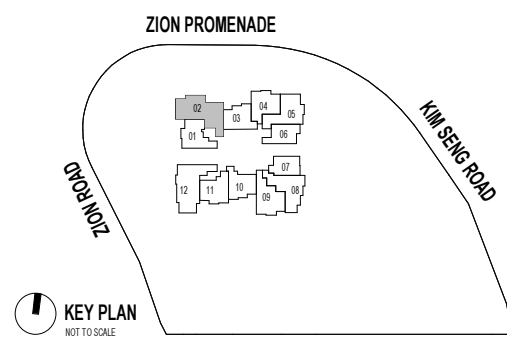 ZION PROMENADE
KIM SENG ROAD
ZION ROAD
02
01
03
04
05
06
07
12
11
10
09
08
KEY PLAN
NOT TO SCALE